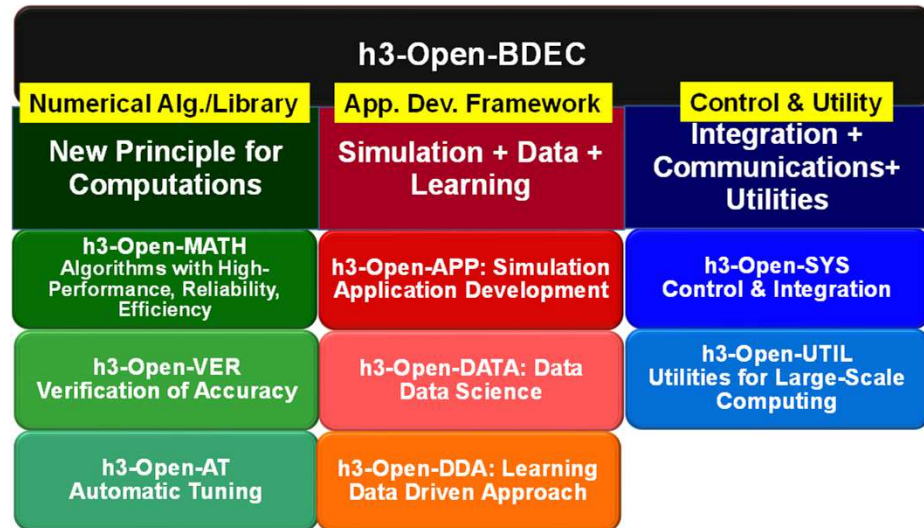 h3-Open-BDEC
Numerical Alg./Library
New Principle for
Computations
h3-Open-MATH
Algorithms with High-
Performance, Reliability,
Efficiency
h3-Open-VER
Verification of Accuracy
h3-Open-AT
Automatic Tuning
App. Dev. Framework
Simulation + Data +
Learning
h3-Open-APP: Simulation
Application Development
h3-Open-DATA: Data
Data Science
h3-Open-DDA: Learning
Data Driven Approach
Control & Utility
Integration +
Communications+
Utilities
h3-Open-SYS
Control & Integration
h3-Open-UTIL
Utilities for Large-Scale
Computing